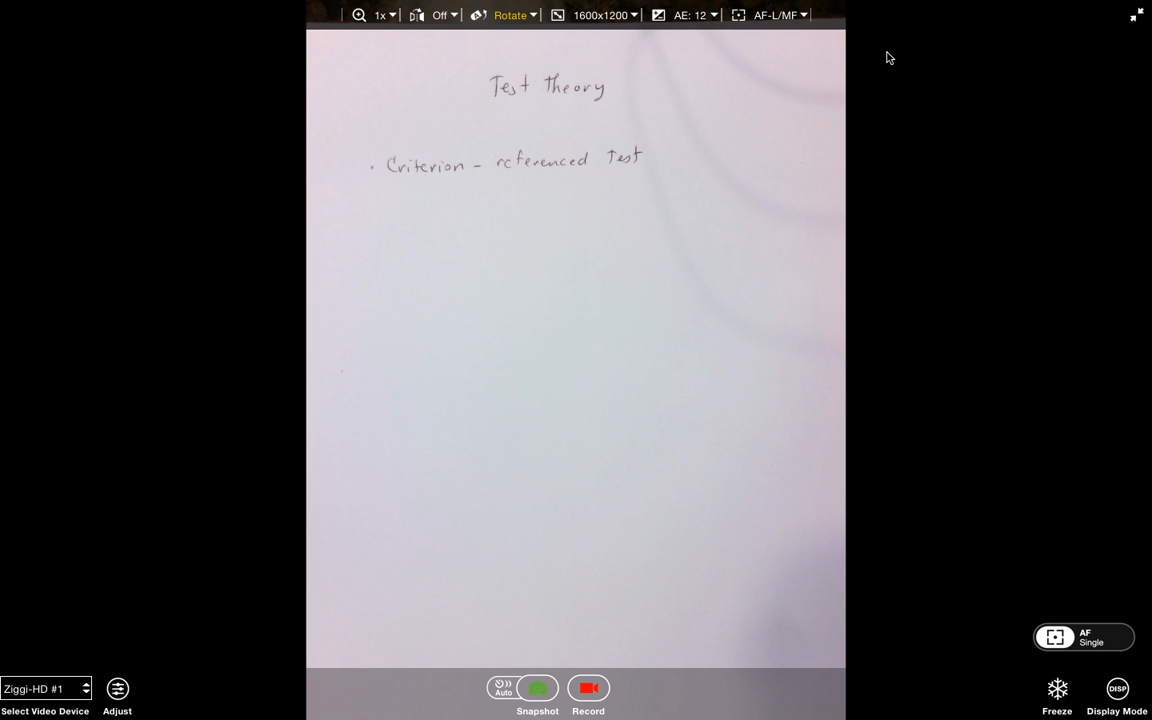 1x
Off
Rotate
1600x1200
AE: 12
AF-L/MF
Test Theory
· Criterion - referenced Test
AF
Single
Ziggi-HD #1
Select Video Device
Adjust
Auto
Snapshot
Record
Freeze
DISP
Display Mode